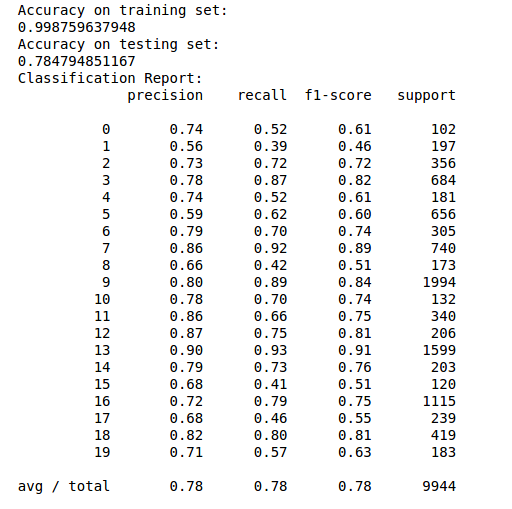 Accuracy on training set:
0.998759637948
Accuracy on testing set:
0.784794851167
Classification Report:
precision recall f1-score support
0 0.74 0.52 0.61 102
1 0.56 0.39 0.46 197
2 0.73 0.72 0.72 356
3 0.78 0.87 0.82 684
4 0.74 0.52 0.61 181
5 0.59 0.62 0.60 656
6 0.79 0.70 0.74 305
7 0.86 0.92 0.89 740
8 0.66 0.42 0.51 173
9 0.80 0.89 0.84 1994
10 0.78 0.70 0.74 132
11 0.86 0.66 0.75 340
12 0.87 0.75 0.81 206
13 0.90 0.93 0.91 1599
14 0.79 0.73 0.76 203
15 0.68 0.41 0.51 120
16 0.72 0.79 0.75 1115
17 0.68 0.46 0.55 239
18 0.82 0.80 0.81 419
19 0.71 0.57 0.63 183
avg / total 0.78 0.78 0.78 9944